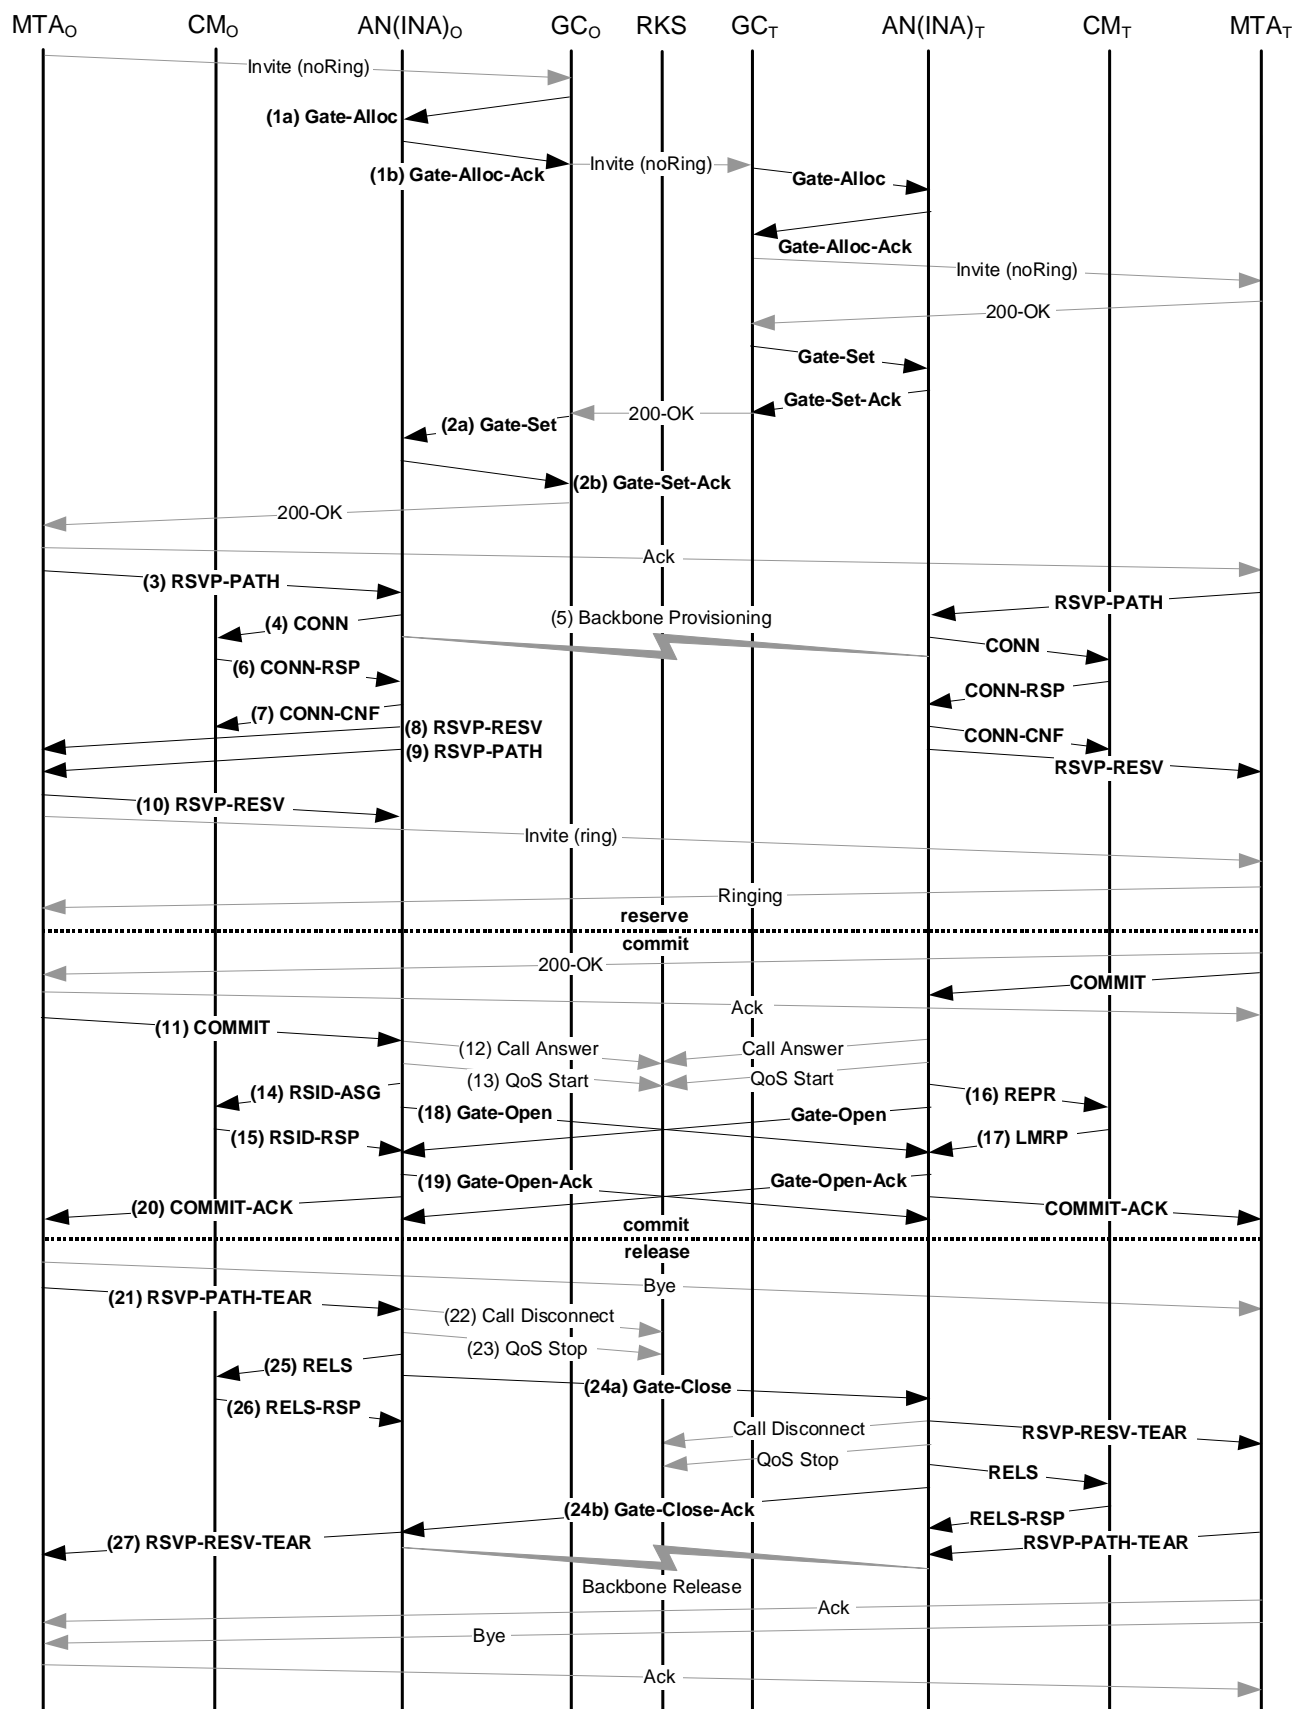 MTAO CMO AN(INA)O GCO RKS GCT AN(INA)T CMT MTAT
Invite (noRing)
(1a) Gate-Alloc
(1b) Gate-Alloc-Ack
Invite (noRing)
Gate-Alloc
Gate-Alloc-Ack
Invite (noRing)
200-OK
Gate-Set
Gate-Set-Ack
200-OK
(2a) Gate-Set
(2b) Gate-Set-Ack
200-OK
Ack
(3) RSVP-PATH
RSVP-PATH
(4) CONN
(5) Backbone Provisioning
CONN
(6) CONN-RSP
CONN-RSP
(7) CONN-CNF
(8) RSVP-RESV
CONN-CNF
(9) RSVP-PATH
RSVP-RESV
(10) RSVP-RESV
Invite (ring)
Ringing
reserve
commit
200-OK
COMMIT
Ack
(11) COMMIT
(12) Call Answer
Call Answer
(13) QoS Start
QoS Start
(14) RSID-ASG
(16) REPR
(18) Gate-Open
Gate-Open
(15) RSID-RSP
(17) LMRP
(19) Gate-Open-Ack
Gate-Open-Ack
(20) COMMIT-ACK
COMMIT-ACK
commit
release
Bye
(21) RSVP-PATH-TEAR
(22) Call Disconnect
(23) QoS Stop
(25) RELS
(24a) Gate-Close
(26) RELS-RSP
Call Disconnect
RSVP-RESV-TEAR
QoS Stop
RELS
(24b) Gate-Close-Ack
RELS-RSP
(27) RSVP-RESV-TEAR
RSVP-PATH-TEAR
Backbone Release
Ack
Bye
Ack